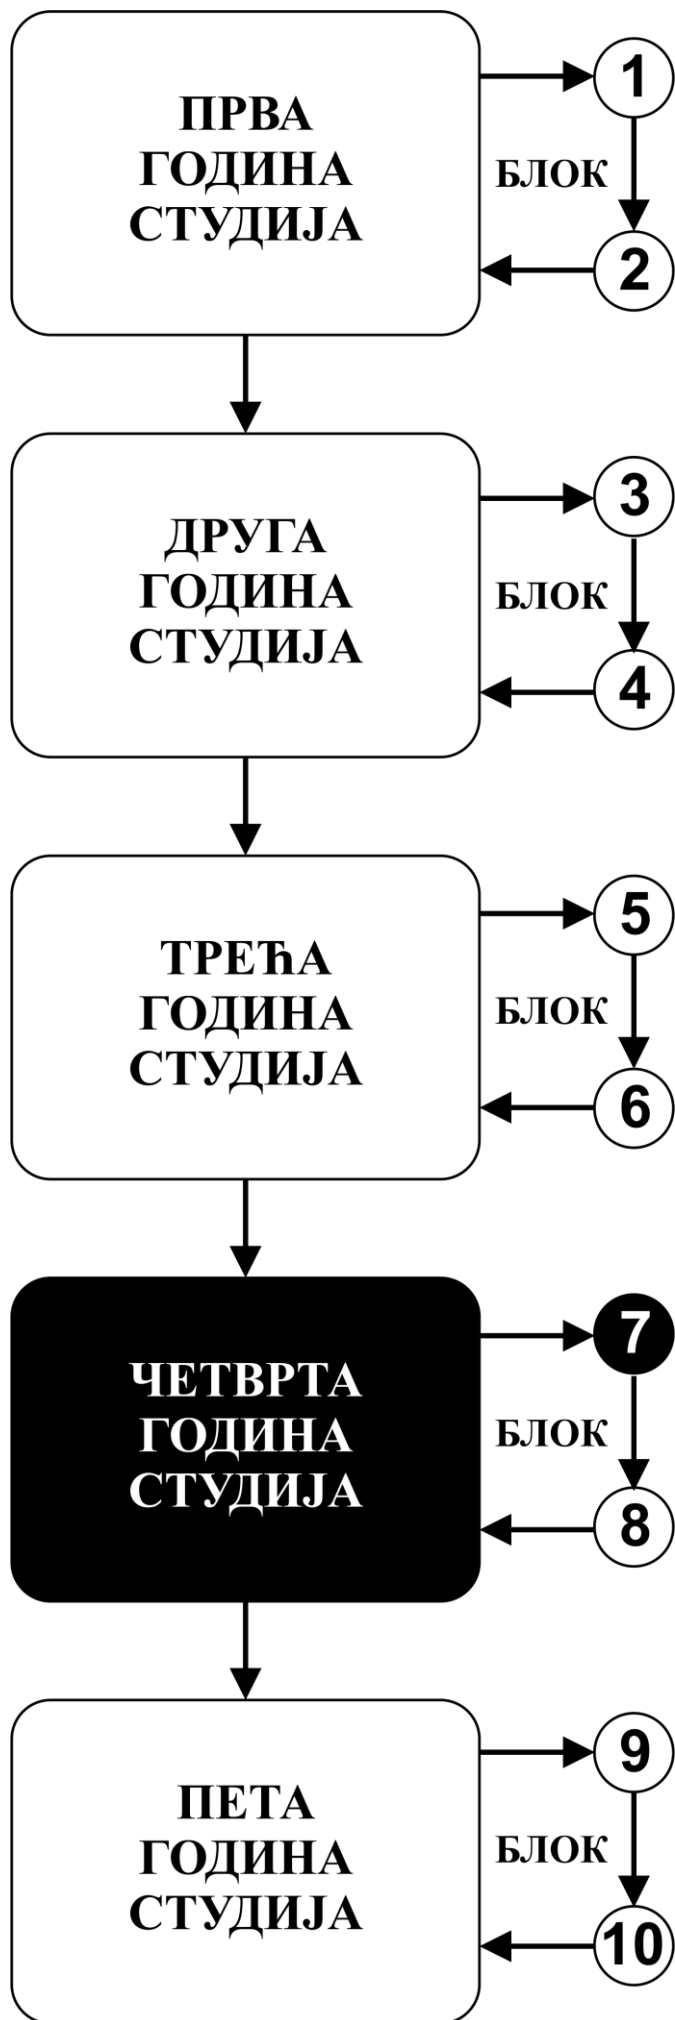 ПРВА
ГОДИНА
СТУДИЈА
1
БЛОК
2
ДРУГА
ГОДИНА
СТУДИЈА
3
БЛОК
4
ТРЕЋА
ГОДИНА
СТУДИЈА
5
БЛОК
6
ЧЕТВРТА
ГОДИНА
СТУДИЈА
7
БЛОК
8
ПЕТА
ГОДИНА
СТУДИЈА
9
БЛОК
10